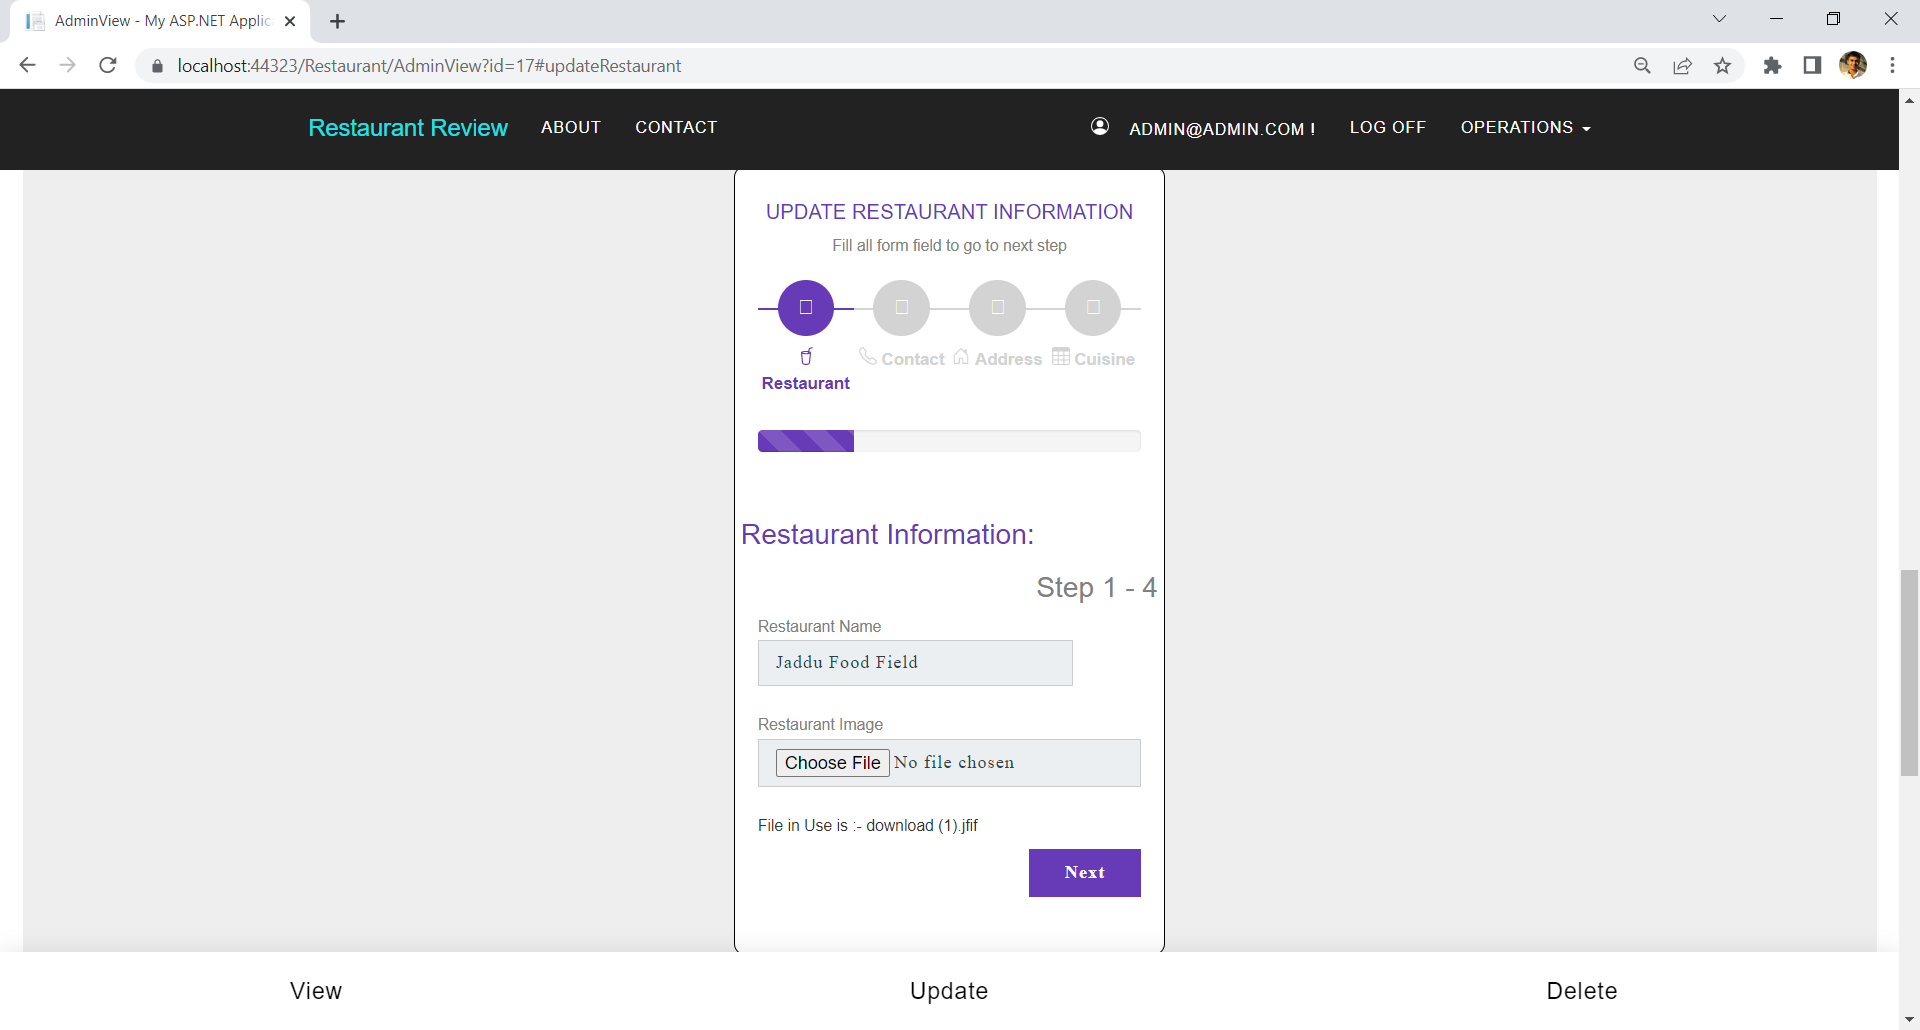 AdminView - My ASP.NET Applic
localhost:44323/Restaurant/AdminView?id=17#updateRestaurant
Restaurant Review ABOUT CONTACT ADMIN@ADMIN.COM ! LOG OFF OPERATIONS
UPDATE RESTAURANT INFORMATION
Fill all form field to go to next step
Contact Address Cuisine
Restaurant
Restaurant Information:
Step 1 - 4
Restaurant Name
Jaddu Food Field
Restaurant Image
Choose File No file chosen
File in Use is :- download (1).jfif
Next
View Update Delete